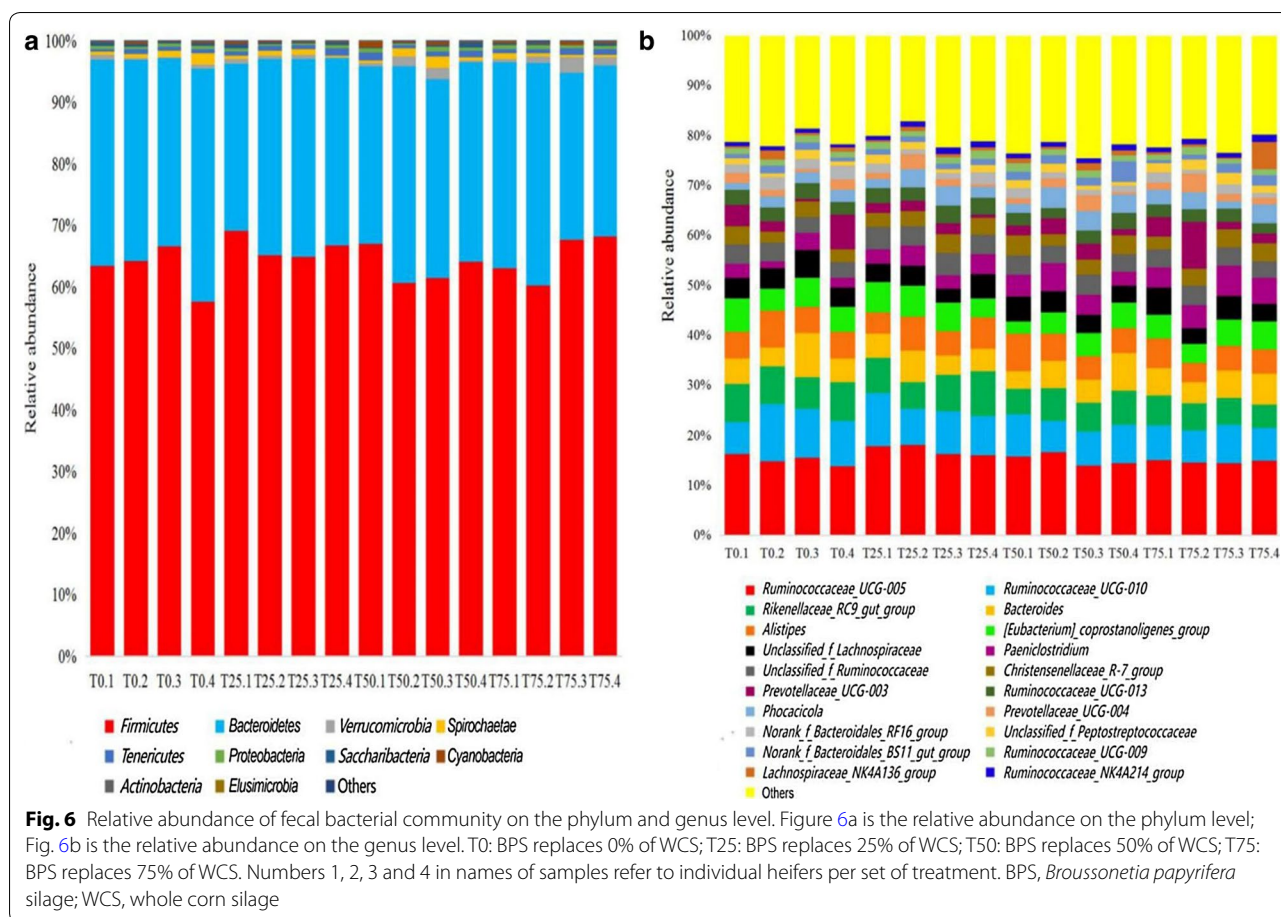 a
100%
90%
80%
70%
60%
50%
40%
30%
20%
10%
0%
Relative abundance
T0.1 T0.2 T0.3 T0.4 T25.1 T25.2 T25.3 T25.4 T50.1 T50.2 T50.3 T50.4 T75.1 T75.2 T75.3 T75.4
Firmicutes Bacteroidetes Verrucomicrobia Spirochaetae
Tenericutes Proteobacteria Saccharibacteria Cyanobacteria
Actinobacteria Elusimicrobia Others
b
100%
90%
80%
70%
60%
50%
40%
30%
20%
10%
0%
Relative abundance
T0.1 T0.2 T0.3 T0.4 T25.1 T25.2 T25.3 T25.4 T50.1 T50.2 T50.3 T50.4 T75.1 T75.2 T75.3 T75.4
Ruminococcaceae_UCG-005 Ruminococcaceae_UCG-010
Rikenellaceae_RC9_gut_group Bacteroides
Alistipes [Eubacterium]_coprostanoligenes_group
Unclassified_f_Lachnospiraceae Paeniclostridium
Unclassified_f_Ruminococcaceae Christensenellaceae_R-7_group
Prevotellaceae_UCG-003 Ruminococcaceae_UCG-013
Phocacicola Prevotellaceae_UCG-004
Norank_f_Bacteroidales_RF16_group Unclassified_f_Peptostreptococcaceae
Norank_f_Bacteroidales_BS11_gut_group Ruminococcaceae_UCG-009
Lachnospiraceae_NK4A136_group Ruminococcaceae_NK4A214_group
Others
Fig. 6 Relative abundance of fecal bacterial community on the phylum and genus level. Figure 6a is the relative abundance on the phylum level;
Fig. 6b is the relative abundance on the genus level. T0: BPS replaces 0% of WCS; T25: BPS replaces 25% of WCS; T50: BPS replaces 50% of WCS; T75:
BPS replaces 75% of WCS. Numbers 1, 2, 3 and 4 in names of samples refer to individual heifers per set of treatment. BPS, Broussonetia papyrifera
silage; WCS, whole corn silage